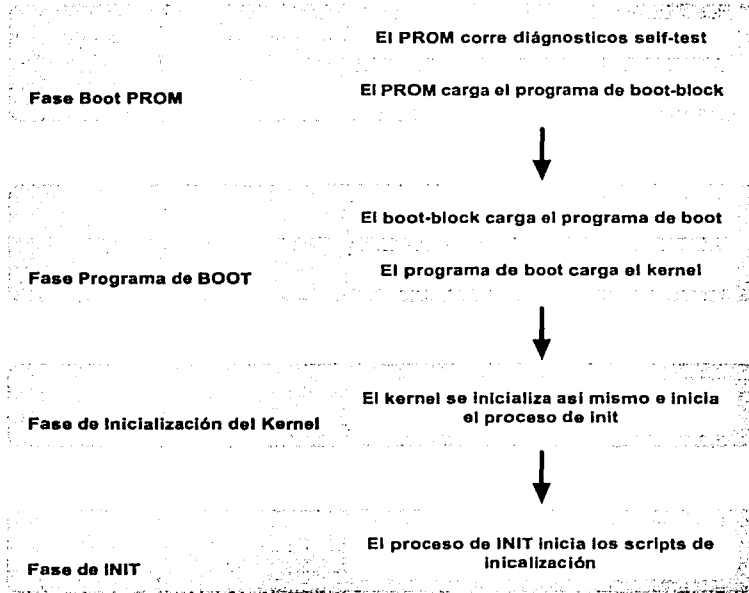 El PROM corre diágnosticos self-test
Fase Boot PROM
El PROM carga el programa de boot-block
El boot-block carga el programa de boot
Fase Programa de BOOT
El programa de boot carga el kernel
Fase de Inicialización del Kernel
El kernel se inicializa asi mismo e inicia
el proceso de init
Fase de INIT
El proceso de INIT inicia los scripts de
inicalización